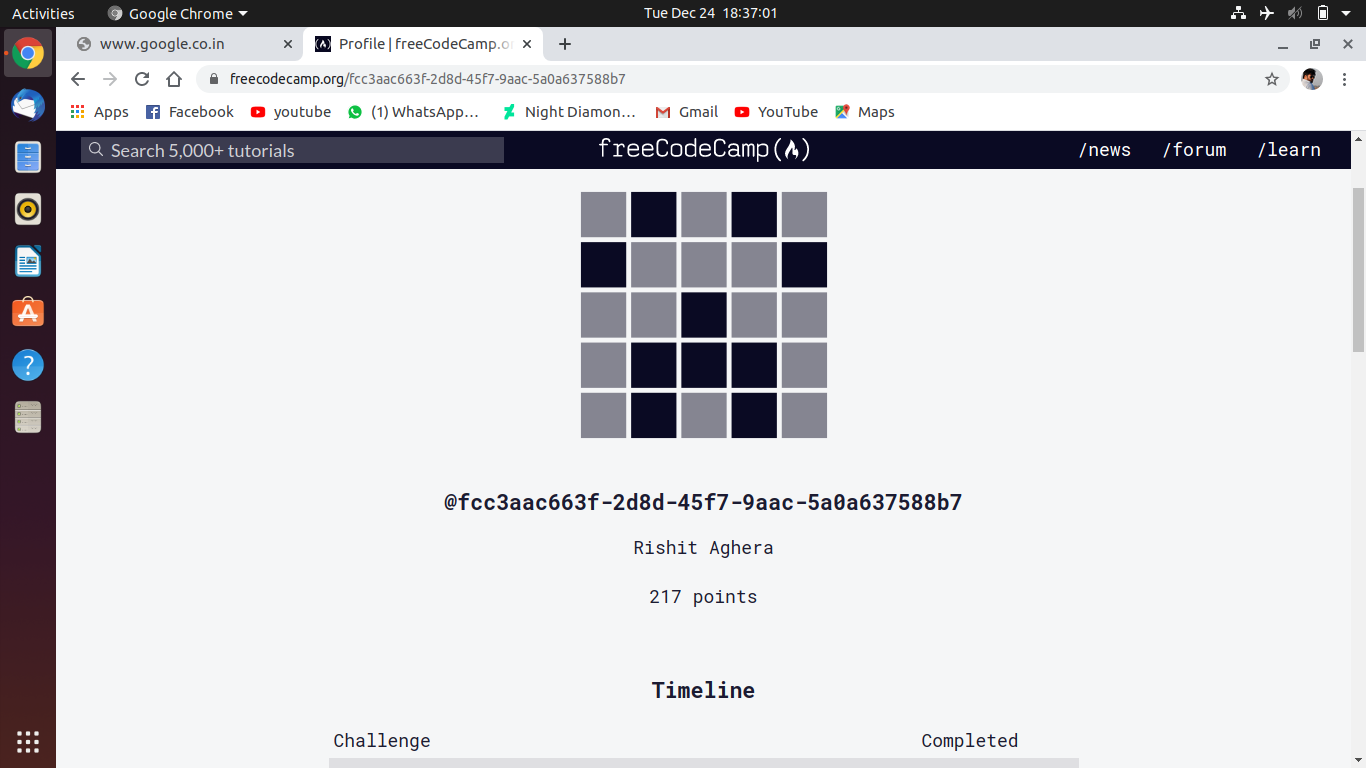 Activities Google Chrome Tue Dec 24 18:37:01
www.google.co.in Profile | freeCodeCamp.o
freecodecamp.org/fcc3aac663f-2d8d-45f7-9aac-5a0a637588b7
Apps Facebook youtube (1) WhatsApp... Night Diamon... Gmail YouTube Maps
Search 5,000+ tutorials freeCodeCamp /news /forum /learn
@fcc3aac663f-2d8d-45f7-9aac-5a0a637588b7
Rishit Aghera
217 points
Timeline
Challenge Completed